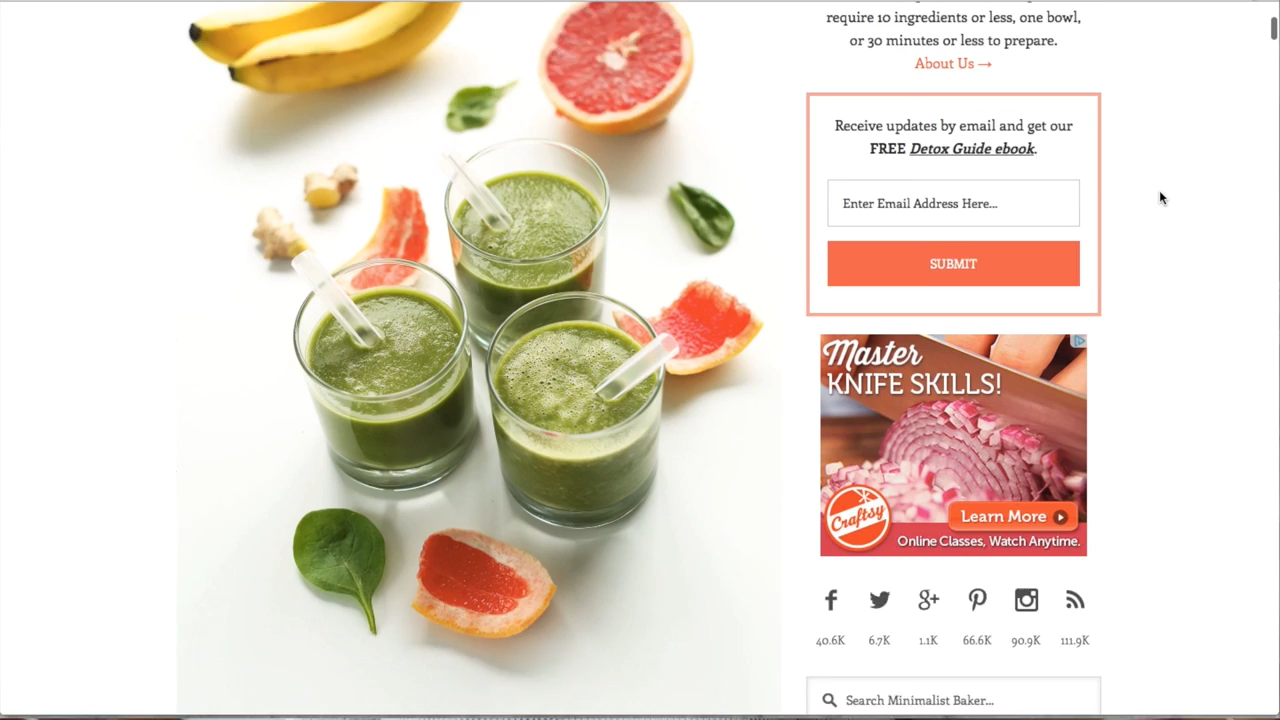 require 10 ingredients or less, one bowl,
or 30 minutes or less to prepare.
About Us →
Receive updates by email and get our
FREE Detox Guide ebook.
Enter Email Address Here...
SUBMIT
Master
KNIFE SKILLS!
Craftsy
Learn More
Online Classes, Watch Anytime.
40.6K 6.7K 1.1K 66.6K 90.9K 111.9K
Search Minimalist Baker...